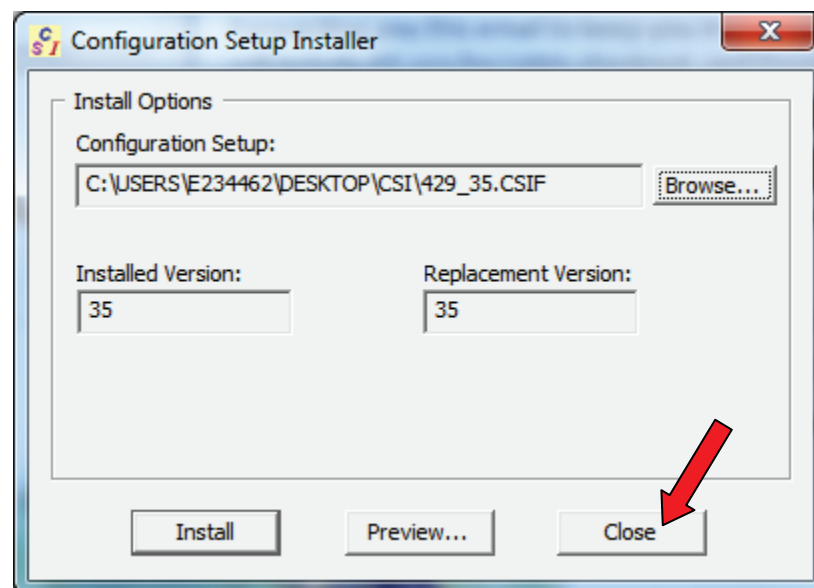 CSI Configuration Setup Installer
Install Options
Configuration Setup:
C:\USERS\E234462\DESKTOP\CSI\429_35.CSIF
Browse...
Installed Version:
Replacement Version:
35
35
Install
Preview...
Close